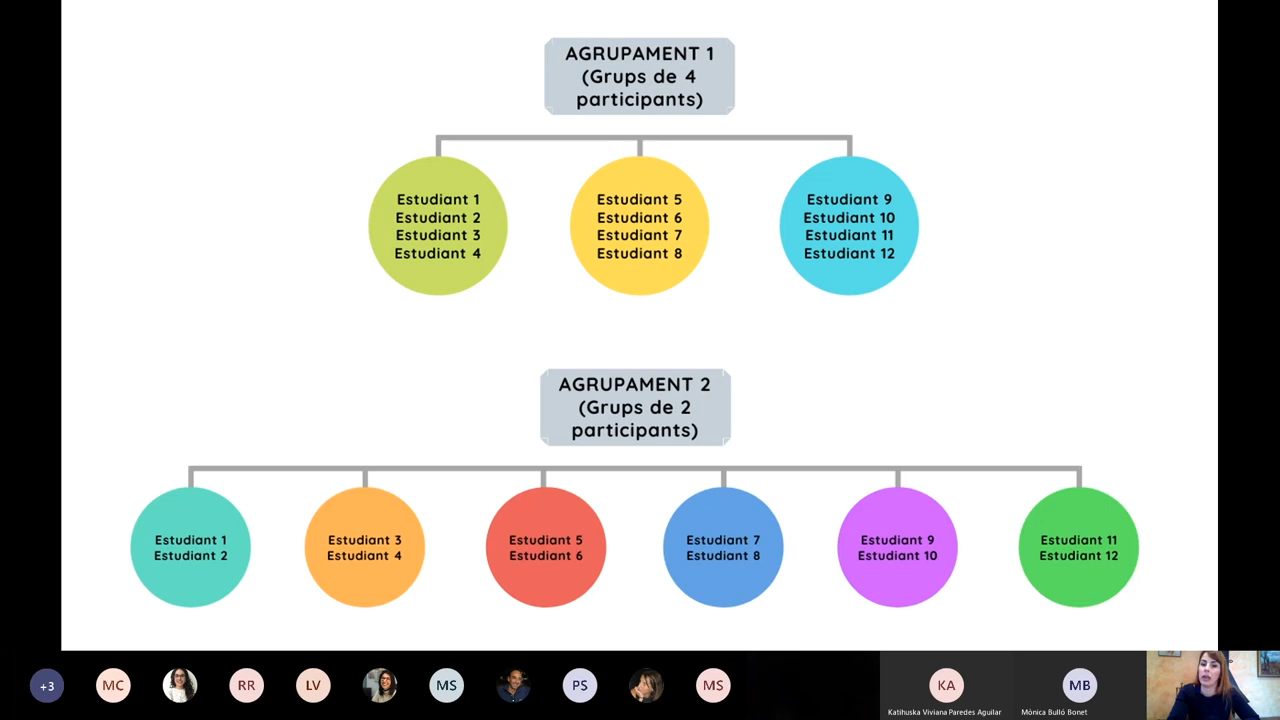 AGRUPAMENT 1
(Grups de 4
participants)
Estudiant 1
Estudiant 2
Estudiant 3
Estudiant 4
Estudiant 5
Estudiant 6
Estudiant 7
Estudiant 8
Estudiant 9
Estudiant 10
Estudiant 11
Estudiant 12
AGRUPAMENT 2
(Grups de 2
participants)
Estudiant 1
Estudiant 2
Estudiant 3
Estudiant 4
Estudiant 5
Estudiant 6
Estudiant 7
Estudiant 8
Estudiant 9
Estudiant 10
Estudiant 11
Estudiant 12
+3
MC
RR
LV
MS
PS
MS
KA
Katihuska Viviana Paredes Aguilar
MB
Mònica Bulló Bonet